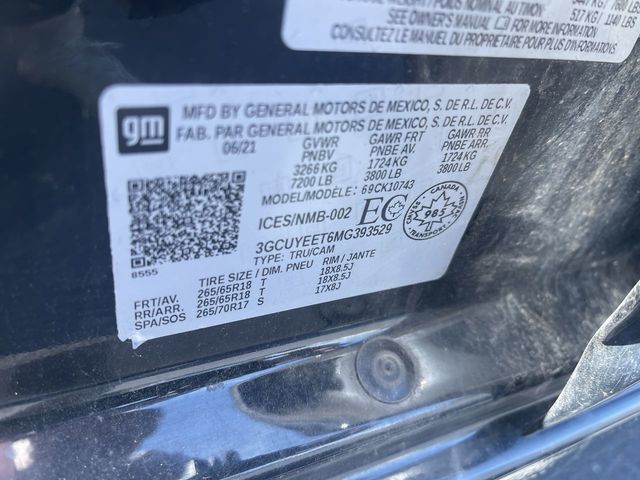 517 KG / 1140 LBS
SEE OWNER'S MANUAL FOR MORE INFORMATION
CONSULTEZ LE MANUEL DU PROPRIETAIRE POUR PLUS D'INFORMATIONS
gm
MFD BY GENERAL MOTORS DE MEXICO, S. DE R.L. DE C.V.
FAB. PAR GENERAL MOTORS DE MEXICO, S. DE R.L. DE C.V.
06/21 GVWR GAWR FRT GAWR RR
PNBV PNBE AV. PNBE ARR.
3266 KG 1724 KG 1724 KG
7200 LB 3800 LB 3800 LB
MODEL/MODÈLE: 69CK10743
ICES/NMB-002 EC CANADA 985
3GCUYEET6MG393529
TYPE: TRU/CAM
8555
TIRE SIZE / DIM. PNEU RIM / JANTE
FRT/AV. 265/65R18 T 18X8.5J
RR/ARR. 265/65R18 T 18X8.5J
SPA/SOS 265/70R17 S 17X8J